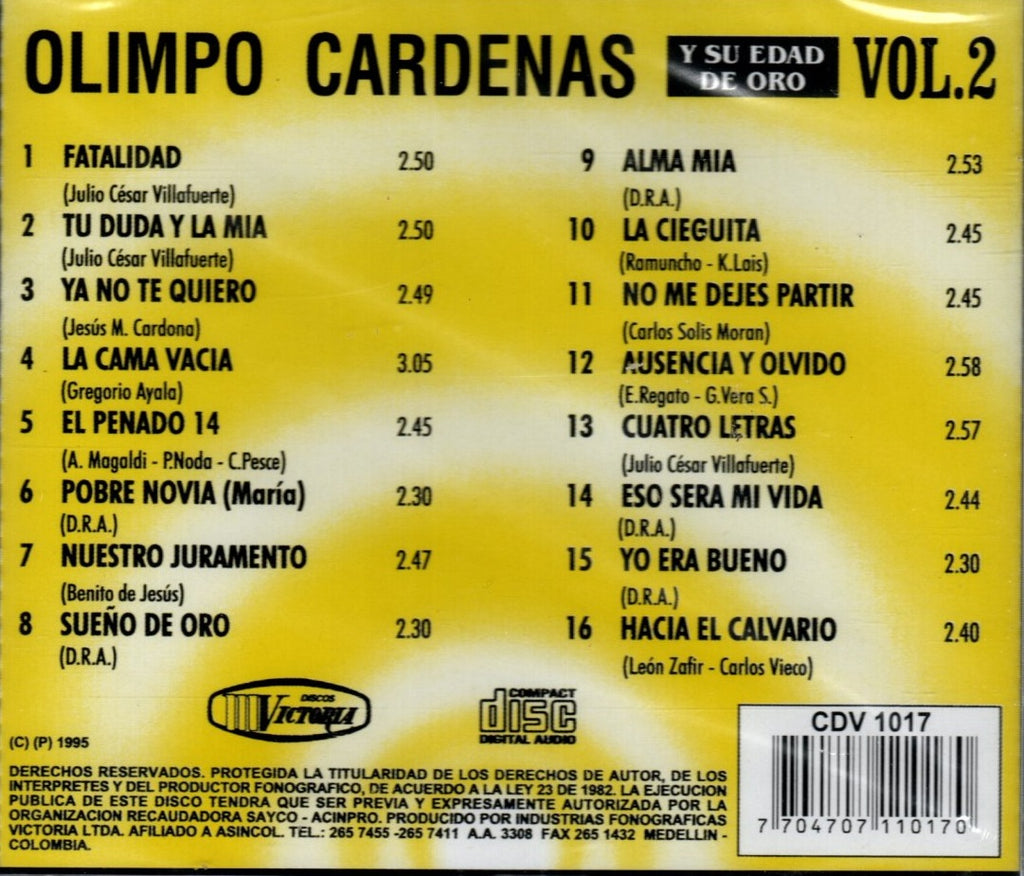 OLIMPO CARDENAS Y SU EDAD DE ORO VOL.2
1 FATALIDAD 2.50
(Julio César Villafuerte)
2 TU DUDA Y LA MIA 2.50
(Julio César Villafuerte)
3 YA NO TE QUIERO 2.49
(Jesús M. Cardona)
4 LA CAMA VACIA 3.05
(Gregorio Ayala)
5 EL PENADO 14 2.45
(A. Magaldi - P.Noda - C.Pesce)
6 POBRE NOVIA (María) 2.30
(D.R.A.)
7 NUESTRO JURAMENTO 2.47
(Benito de Jesús)
8 SUEÑO DE ORO 2.30
(D.R.A.)
9 ALMA MIA 2.53
(D.R.A.)
10 LA CIEGUITA 2.45
(Ramuncho - K.Lais)
11 NO ME DEJES PARTIR 2.45
(Carlos Solis Moran)
12 AUSENCIA Y OLVIDO 2.58
(E.Regato - G.Vera S.)
13 CUATRO LETRAS 2.57
(Julio César Villafuerte)
14 ESO SERA MI VIDA 2.44
(D.R.A.)
15 YO ERA BUENO 2.30
(D.R.A.)
16 HACIA EL CALVARIO 2.40
(León Zafir - Carlos Vieco)
DISCOS
VICTORIA
COMPACT
disc
DIGITAL AUDIO
(C) (P) 1995
DERECHOS RESERVADOS. PROTEGIDA LA TITULARIDAD DE LOS DERECHOS DE AUTOR, DE LOS
INTERPRETES Y DEL PRODUCTOR FONOGRAFICO, DE ACUERDO A LA LEY 23 DE 1982. LA EJECUCION
PUBLICA DE ESTE DISCO TENDRA QUE SER PREVIA Y EXPRESAMENTE AUTORIZADA POR LA
ORGANIZACION RECAUDADORA SAYCO - ACINPRO. PRODUCIDO POR INDUSTRIAS FONOGRAFICAS
VICTORIA LTDA. AFILIADO A ASINCOL. TEL.: 265 7455 -265 7411 A.A. 3308 FAX 265 1432 MEDELLIN -
COLOMBIA.
CDV 1017
7 704707 110170